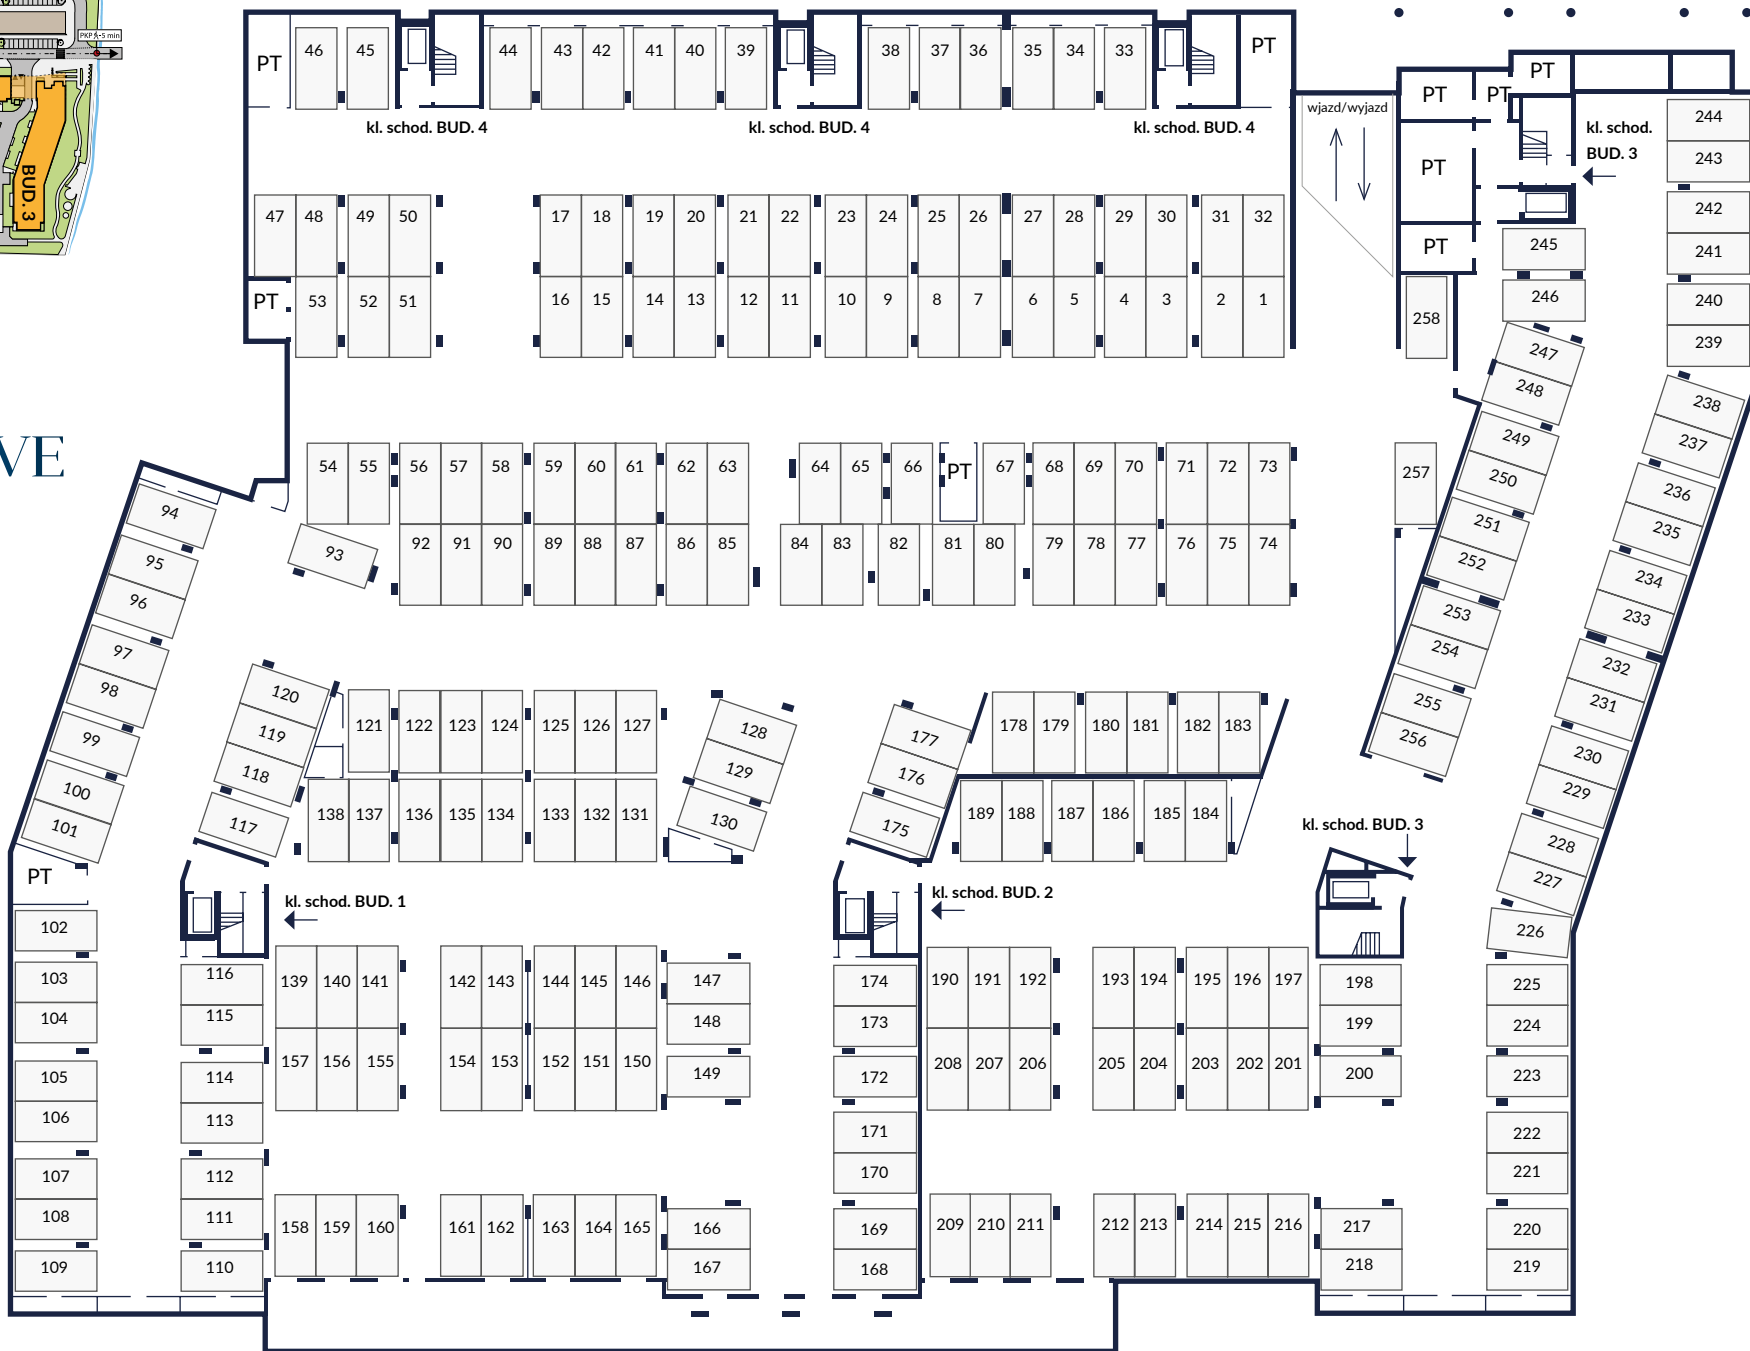 PKP 5 min
BUD. 3
VE
PT
46 45 44 43 42 41 40 39 38 37 36 35 34 33
PT
kl. schod. BUD. 4
kl. schod. BUD. 4
kl. schod. BUD. 4
wjazd/wyjazd
PT
PT
PT
PT
PT
kl. schod.
BUD. 3
244
243
242
241
240
239
47 48 49 50 17 18 19 20 21 22 23 24 25 26 27 28 29 30 31 32
PT
53 52 51 16 15 14 13 12 11 10 9 8 7 6 5 4 3 2 1
258
245
246
247
248
249
250
251
252
253
254
255
256
238
237
236
235
234
233
232
231
230
229
228
227
226
54 55 56 57 58 59 60 61 62 63 64 65 66 PT 67 68 69 70 71 72 73
257
93
92 91 90 89 88 87 86 85 84 83 82 81 80 79 78 77 76 75 74
94
95
96
97
98
99
100
101
PT
120
119
118
117
121 122 123 124 125 126 127
138 137 136 135 134 133 132 131
128
129
130
177
176
175
178 179 180 181 182 183
189 188 187 186 185 184
kl. schod. BUD. 3
kl. schod. BUD. 1
kl. schod. BUD. 2
102
103
104
105
106
107
108
109
116
115
114
113
112
111
110
139 140 141 142 143 144 145 146
157 156 155 154 153 152 151 150
147
148
149
158 159 160 161 162 163 164 165
166
167
174
173
172
171
170
169
168
190 191 192 193 194 195 196 197
208 207 206 205 204 203 202 201
198
199
200
209 210 211 212 213 214 215 216
217
218
225
224
223
222
221
220
219